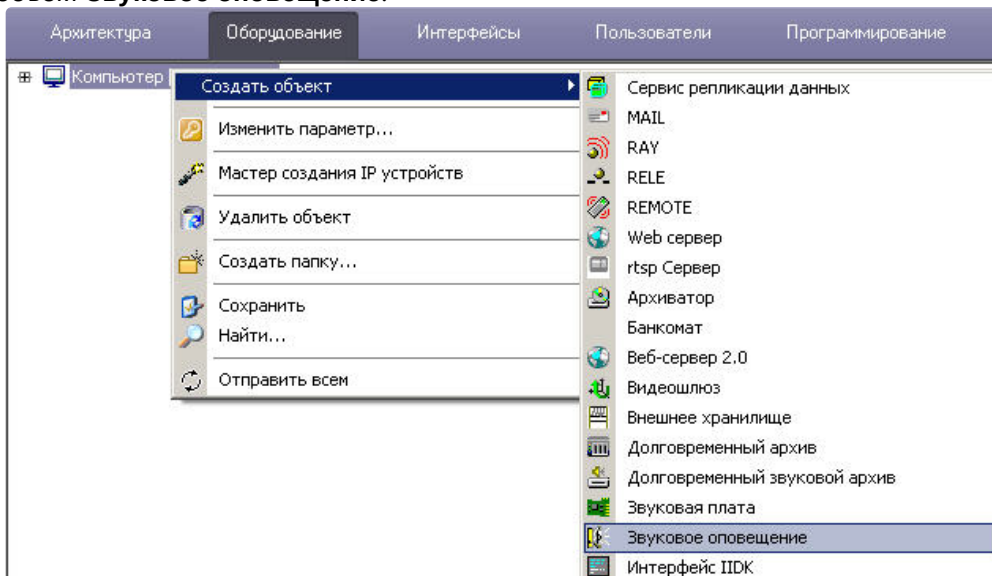 Звуковое оповещение.
Архитектура Оборудование Интерфейсы Пользователи Программирование
Компьютер
Создать объект
Изменить параметр...
Мастер создания IP устройств
Удалить объект
Создать папку...
Сохранить
Найти...
Отправить всем
Сервис репликации данных
MAIL
RAY
RELE
REMOTE
Web сервер
rtsp Сервер
Архиватор
Банкомат
Веб-сервер 2.0
Видеошлюз
Внешнее хранилище
Долговременный архив
Долговременный звуковой архив
Звуковая плата
Звуковое оповещение
Интерфейс IIDK